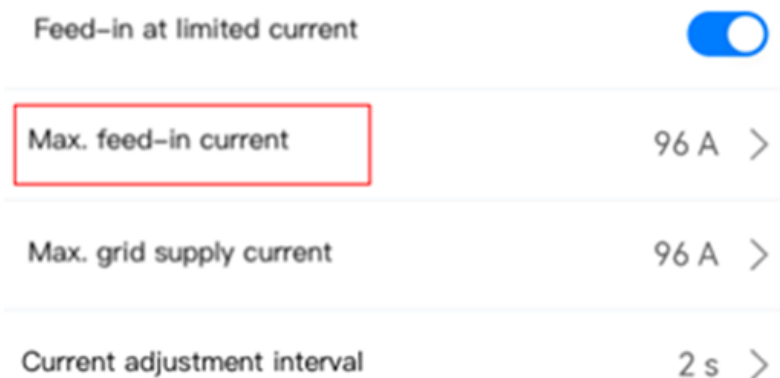 Feed-in at limited current
Max. feed-in current 96 A
Max. grid supply current 96 A
Current adjustment interval 2 s